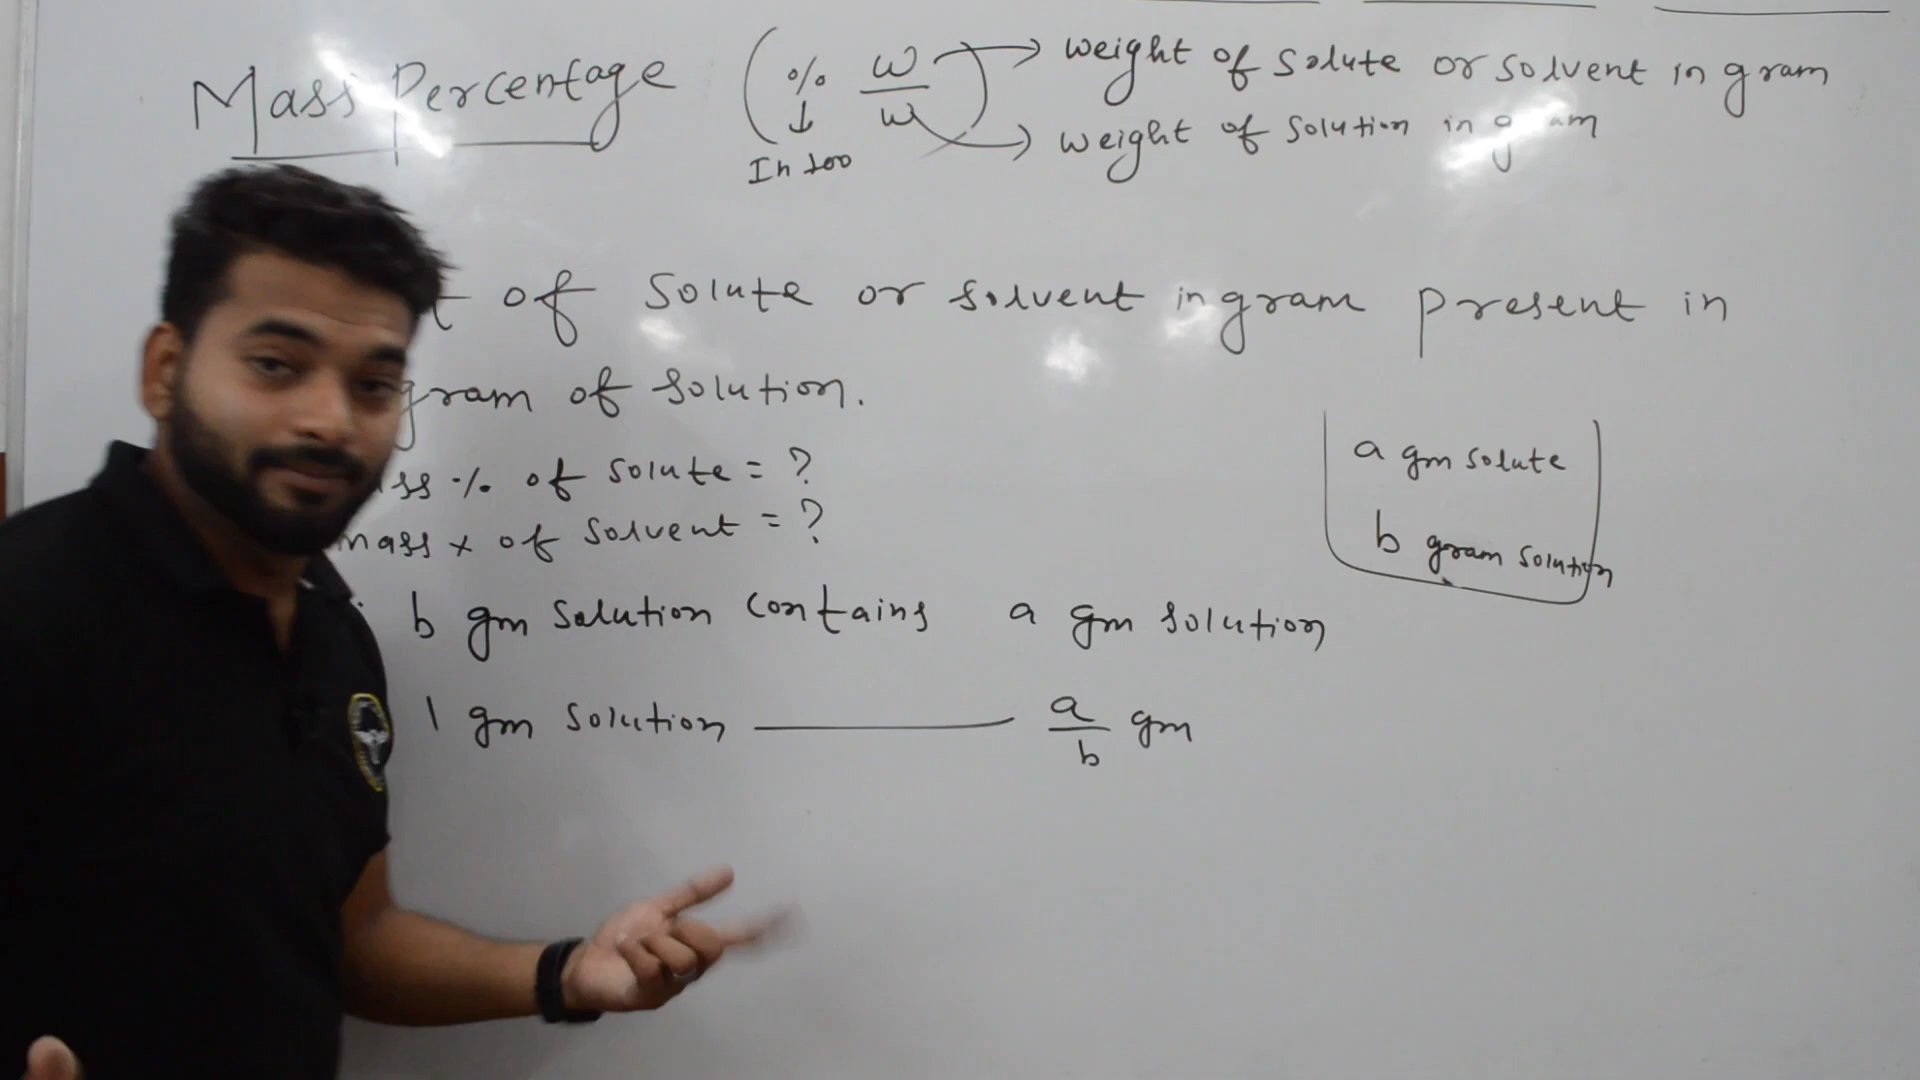 Mass Percentage ( % w/w ) → weight of solute or solvent in gram
→ weight of solution in gram
↓
In 100
of solute or solvent in gram present in
gram of solution.
% of solute = ?
mass % of solvent = ?
a gm solute
b gram solution
b gm solution contains a gm solution
1 gm solution ——— a/b gm